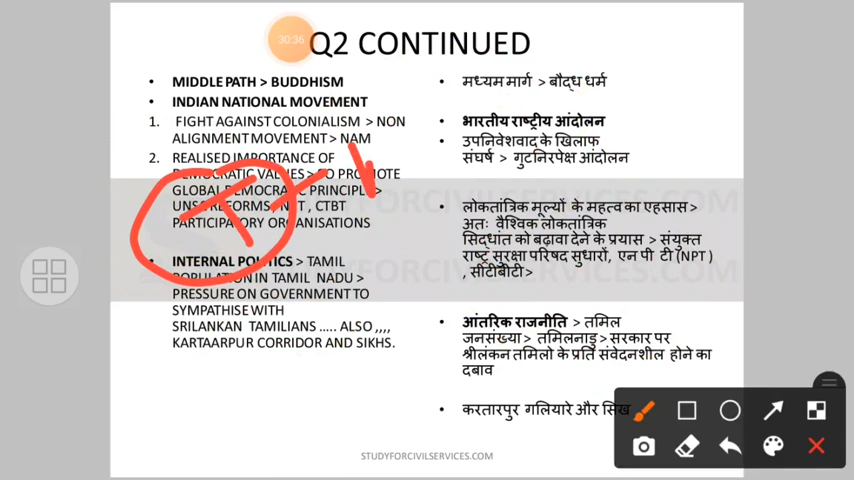 30:36
Q2 CONTINUED
• MIDDLE PATH > BUDDHISM
• INDIAN NATIONAL MOVEMENT
1. FIGHT AGAINST COLONIALISM > NON
ALIGNMENT MOVEMENT> NAM
2. REALISED IMPORTANCE OF
DEMOCRATIC VALUES> SO PROMOTE
GLOBAL DEMOCRATIC PRINCIPLE>
UNSC REFORMS, NPT , CTBT
PARTICIPATORY ORGANISATIONS
• INTERNAL POLITICS > TAMIL
POPULATION IN TAMIL NADU>
PRESSURE ON GOVERNMENT TO
SYMPATHISE WITH
SRILANKAN TAMILIANS ..... ALSO ,,,,
KARTAARPUR CORRIDOR AND SIKHS.
• मध्यम मार्ग > बौद्ध धर्म
• भारतीय राष्ट्रीय आंदोलन
• उपनिवेशवाद के खिलाफ
संघर्ष > गुटनिरपेक्ष आंदोलन
• लोकतांत्रिक मूल्यों के महत्व का एहसास>
अतः वैश्विक लोकतांत्रिक
सिद्धांत को बढ़ावा देने के प्रयास > संयुक्त
राष्ट्र सुरक्षा परिषद सुधारों, एन पी टी (NPT )
, सीटीबीटी>
• आंतरिक राजनीति > तमिल
जनसंख्या> तमिलनाडु> सरकार पर
श्रीलंकन तमिलो के प्रति संवेदनशील होने का
दबाव
• करतारपुर गलियारे और सिख
STUDYFORCIVILSERVICES.COM